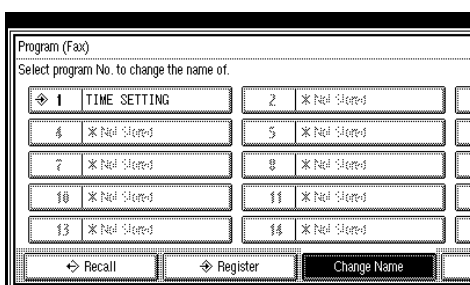 Program (Fax)
Select program No. to change the name of.
1 TIME SETTING 2 * Not Stored
4 * Not Stored 5 * Not Stored
7 * Not Stored 8 * Not Stored
10 * Not Stored 11 * Not Stored
13 * Not Stored 14 * Not Stored
Recall Register Change Name